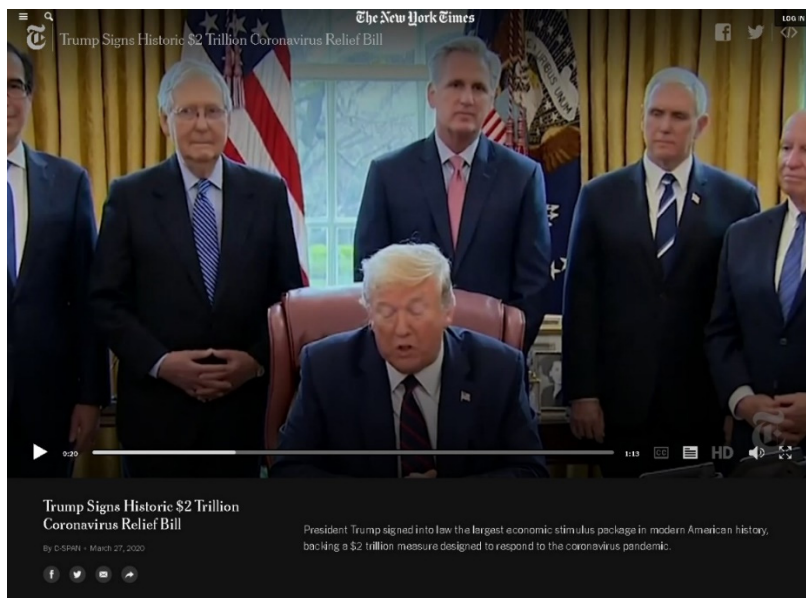 The New York Times
LOG IN
Trump Signs Historic $2 Trillion Coronavirus Relief Bill
0:20
1:13
CC
HD
Trump Signs Historic $2 Trillion
Coronavirus Relief Bill
President Trump signed into law the largest economic stimulus package in modern American history,
backing a $2 trillion measure designed to respond to the coronavirus pandemic.
By C-SPAN • March 27, 2020